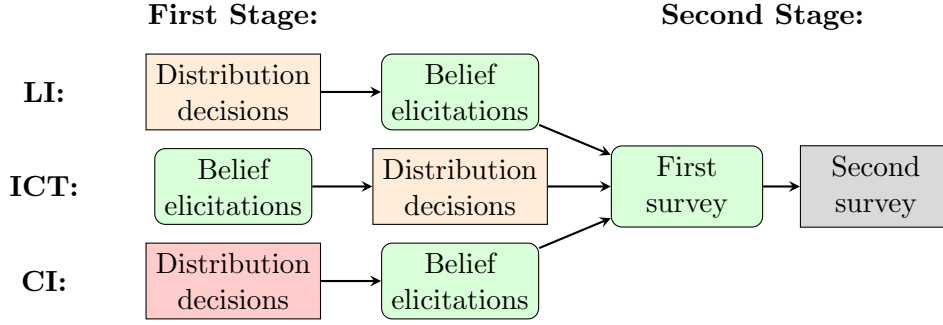 First Stage:
Second Stage:
LI:
Distribution
decisions
Belief
elicitations
ICT:
Belief
elicitations
Distribution
decisions
First
survey
Second
survey
CI:
Distribution
decisions
Belief
elicitations